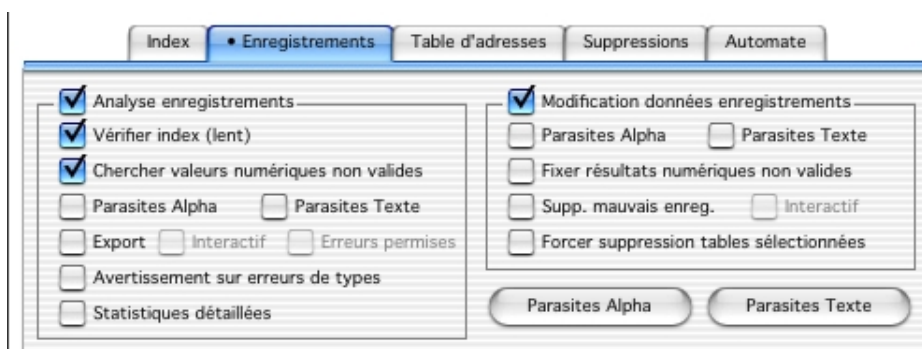 Index • Enregistrements Table d'adresses Suppressions Automate
Analyse enregistrements
Vérifier index (lent)
Chercher valeurs numériques non valides
Parasites Alpha Parasites Texte
Export Interactif Erreurs permises
Avertissement sur erreurs de types
Statistiques détaillées
Modification données enregistrements
Parasites Alpha Parasites Texte
Fixer résultats numériques non valides
Supp. mauvais enreg. Interactif
Forcer suppression tables sélectionnées
Parasites Alpha Parasites Texte